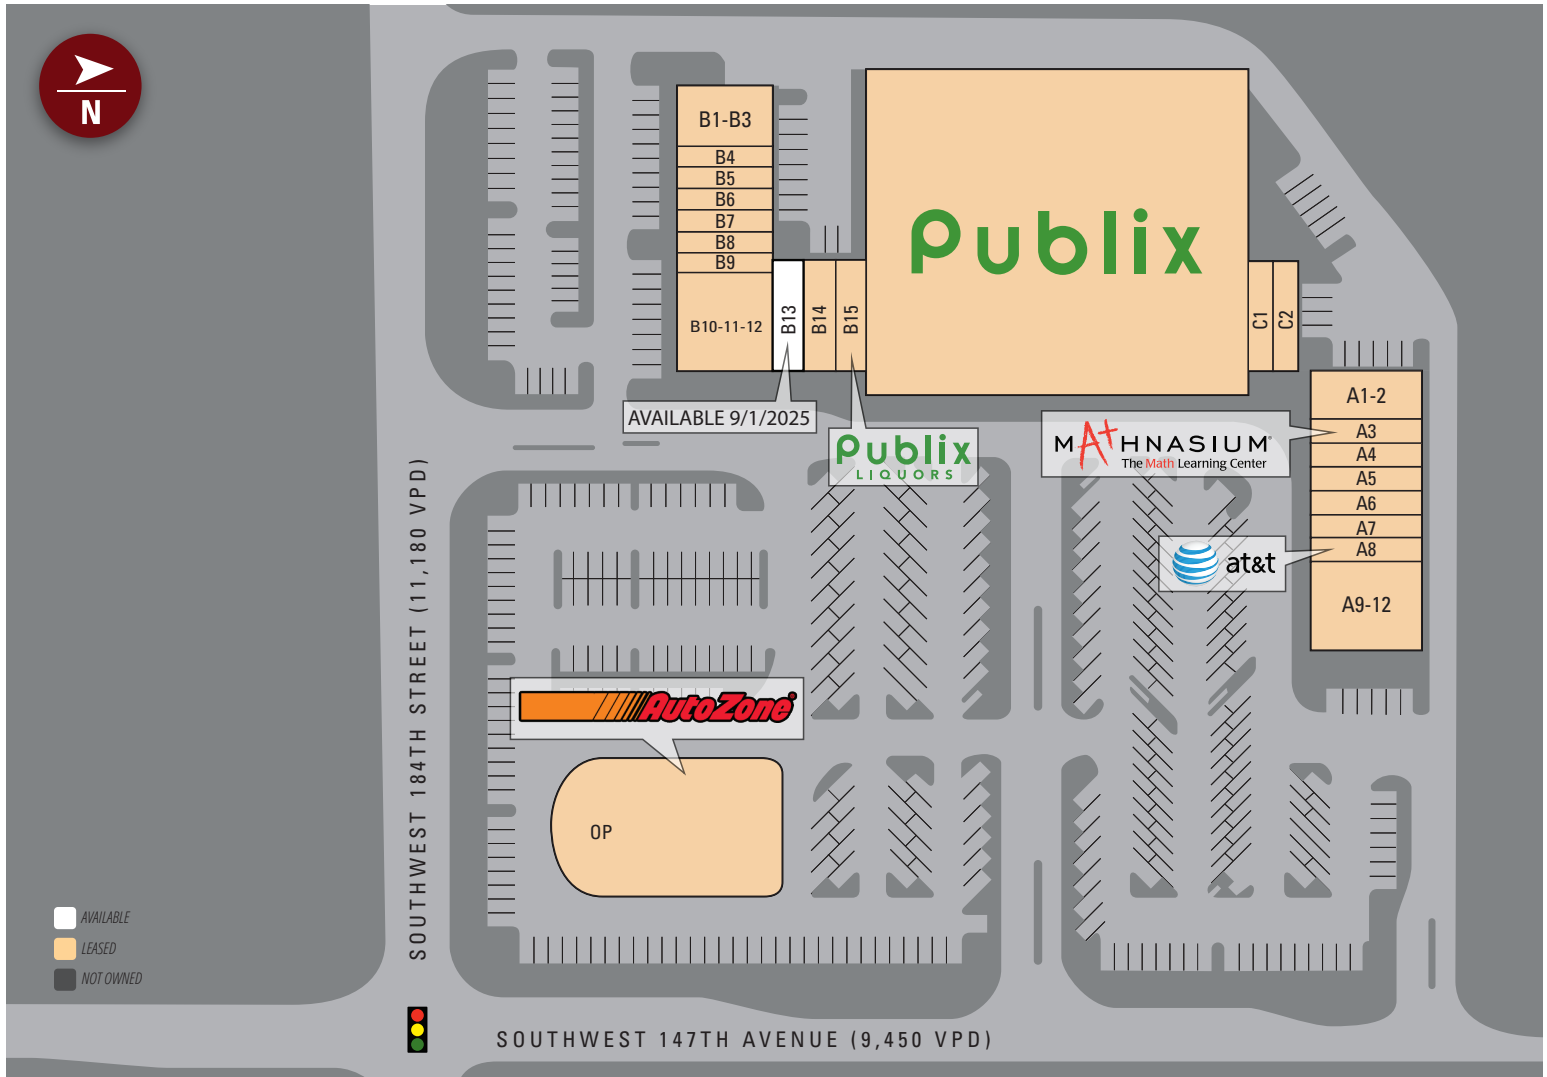 N
B1-B3
B4
B5
B6
B7
B8
B9
B10-11-12
B13
B14
B15
Publix
C1
C2
AVAILABLE 9/1/2025
Publix
LIQUORS
MA+HNASIUM
The Math Learning Center
A1-2
A3
A4
A5
A6
A7
A8
A9-12
at&t
AutoZone
OP
SOUTHWEST 184TH STREET (11,180 VPD)
AVAILABLE
LEASED
NOT OWNED
SOUTHWEST 147TH AVENUE (9,450 VPD)